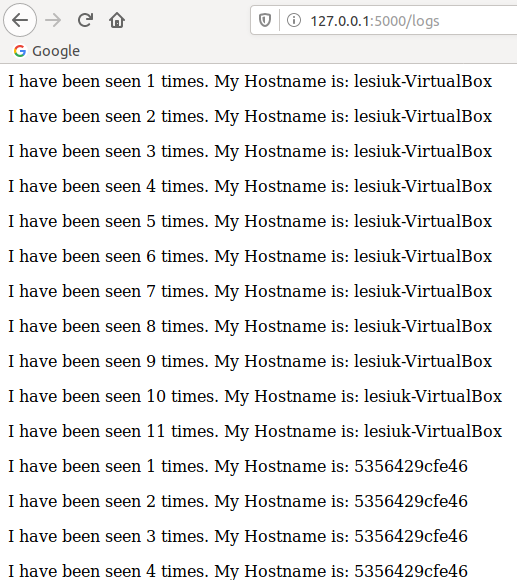 127.0.0.1:5000/logs
Google
I have been seen 1 times. My Hostname is: lesiuk-VirtualBox
I have been seen 2 times. My Hostname is: lesiuk-VirtualBox
I have been seen 3 times. My Hostname is: lesiuk-VirtualBox
I have been seen 4 times. My Hostname is: lesiuk-VirtualBox
I have been seen 5 times. My Hostname is: lesiuk-VirtualBox
I have been seen 6 times. My Hostname is: lesiuk-VirtualBox
I have been seen 7 times. My Hostname is: lesiuk-VirtualBox
I have been seen 8 times. My Hostname is: lesiuk-VirtualBox
I have been seen 9 times. My Hostname is: lesiuk-VirtualBox
I have been seen 10 times. My Hostname is: lesiuk-VirtualBox
I have been seen 11 times. My Hostname is: lesiuk-VirtualBox
I have been seen 1 times. My Hostname is: 5356429cfe46
I have been seen 2 times. My Hostname is: 5356429cfe46
I have been seen 3 times. My Hostname is: 5356429cfe46
I have been seen 4 times. My Hostname is: 5356429cfe46